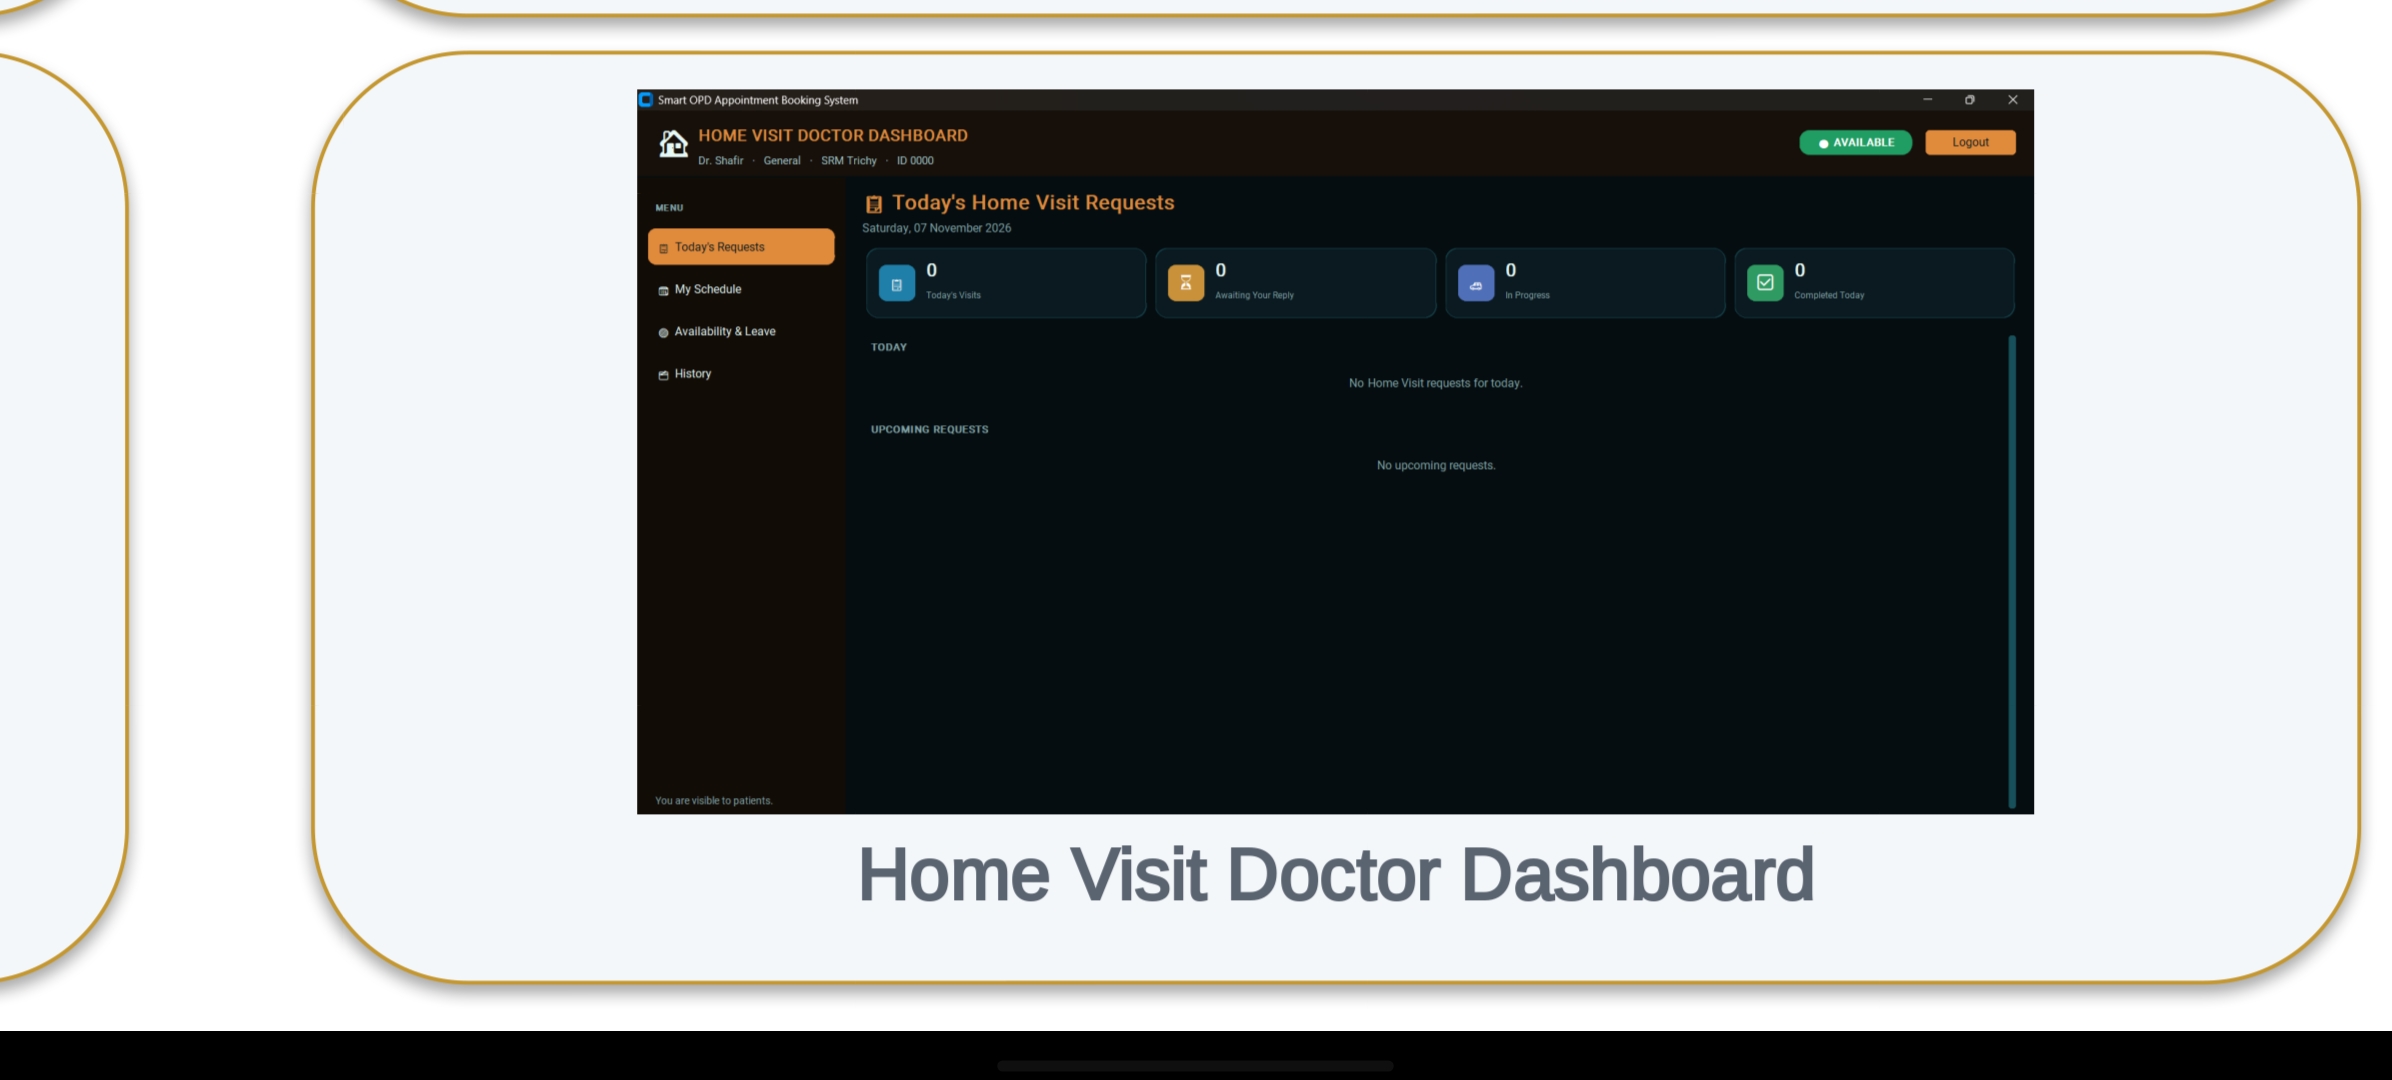 Smart OPD Appointment Booking System
HOME VISIT DOCTOR DASHBOARD
Dr. Shafir · General · SRM Trichy · ID 0000
AVAILABLE
Logout
MENU
Today's Requests
My Schedule
Availability & Leave
History
You are visible to patients.
Today's Home Visit Requests
Saturday, 07 November 2026
0
Today's Visits
0
Awaiting Your Reply
0
In Progress
0
Completed Today
TODAY
No Home Visit requests for today.
UPCOMING REQUESTS
No upcoming requests.
Home Visit Doctor Dashboard